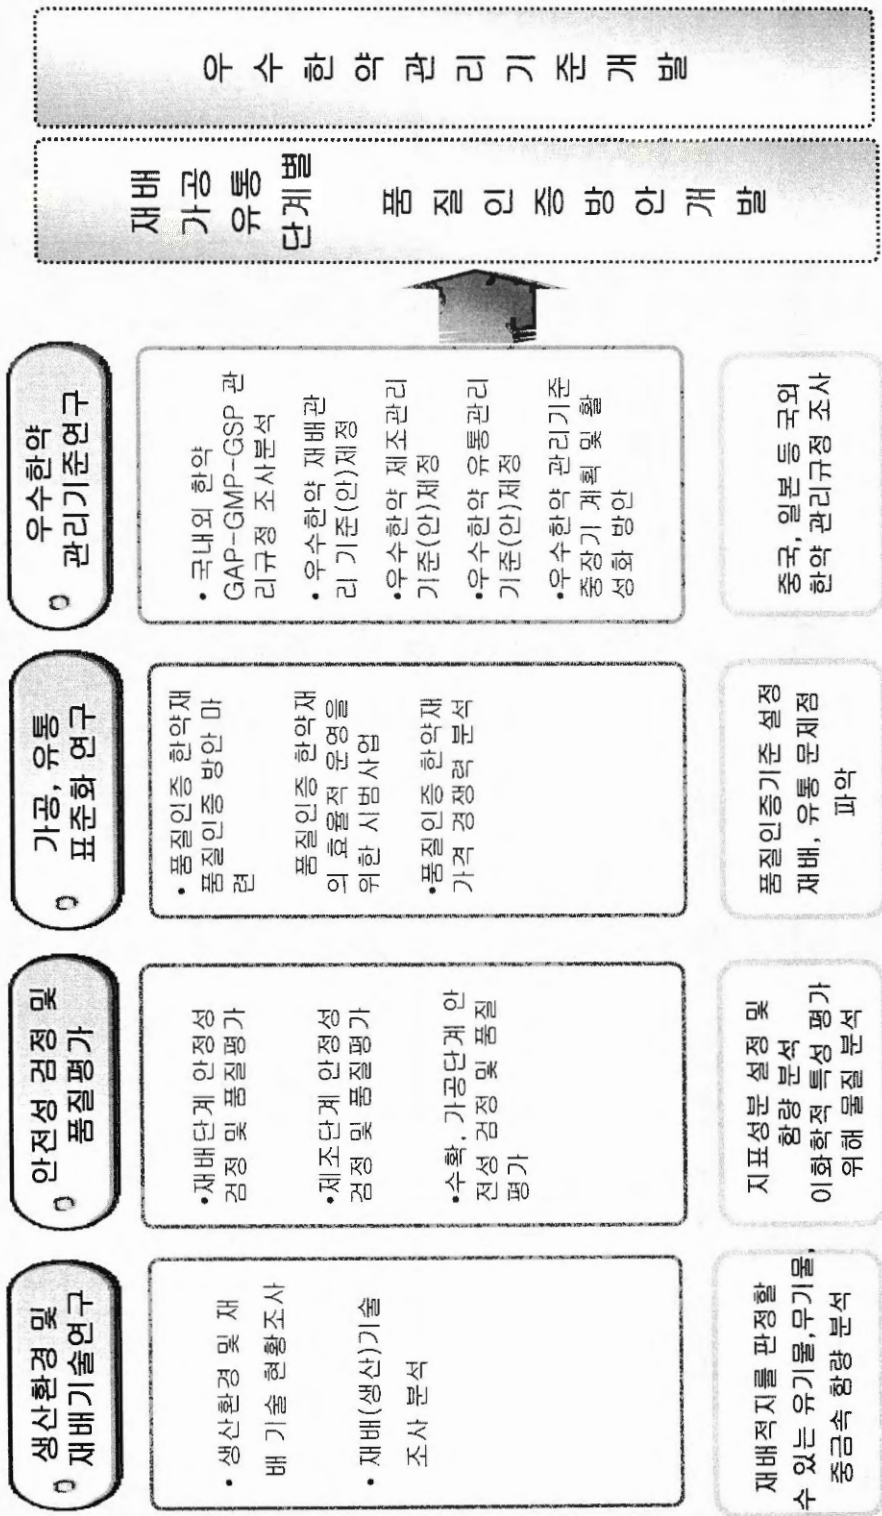 생산환경 및
재배기술연구
• 생산환경 및 재
배 기술 현황조사
• 재배(생산)기술
조사 분석
재배적지를 판정할
수 있는 유기물,무기물,
중금속 함량 분석
안전성 검정 및
품질평가
•재배단계 안정성
검정 및 품질평가
•제조단계 안정성
검정 및 품질평가
•수확, 가공단계 안
전성 검정 및 품질
평가
지표성분 설정 및
함량 분석
이화학적 특성 평가
위해 물질 분석
가공, 유통
표준화 연구
• 품질인증 한약재
품질인증 방안 마
련
품질인증 한약재
의 효율적 운영을
위한 시범사업
•품질인증 한약재
가격 경쟁력 분석
품질인증기준 설정
재배, 유통 문제점
파악
우수한약
관리기준연구
• 국내외 한약
GAP-GMP-GSP 관
리규정 조사분석
• 우수한약 재배관
리 기준(안)제정
•우수한약 제조관리
기준(안)제정
•우수한약 유통관리
기준(안)제정
•우수한약 관리기준
중장기 계획 및 활
성화 방안
중국, 일본 등 국외
한약 관리규정 조사
재배
가공
유통
단계별
품질인증방안개발
우수한약관리기준개발